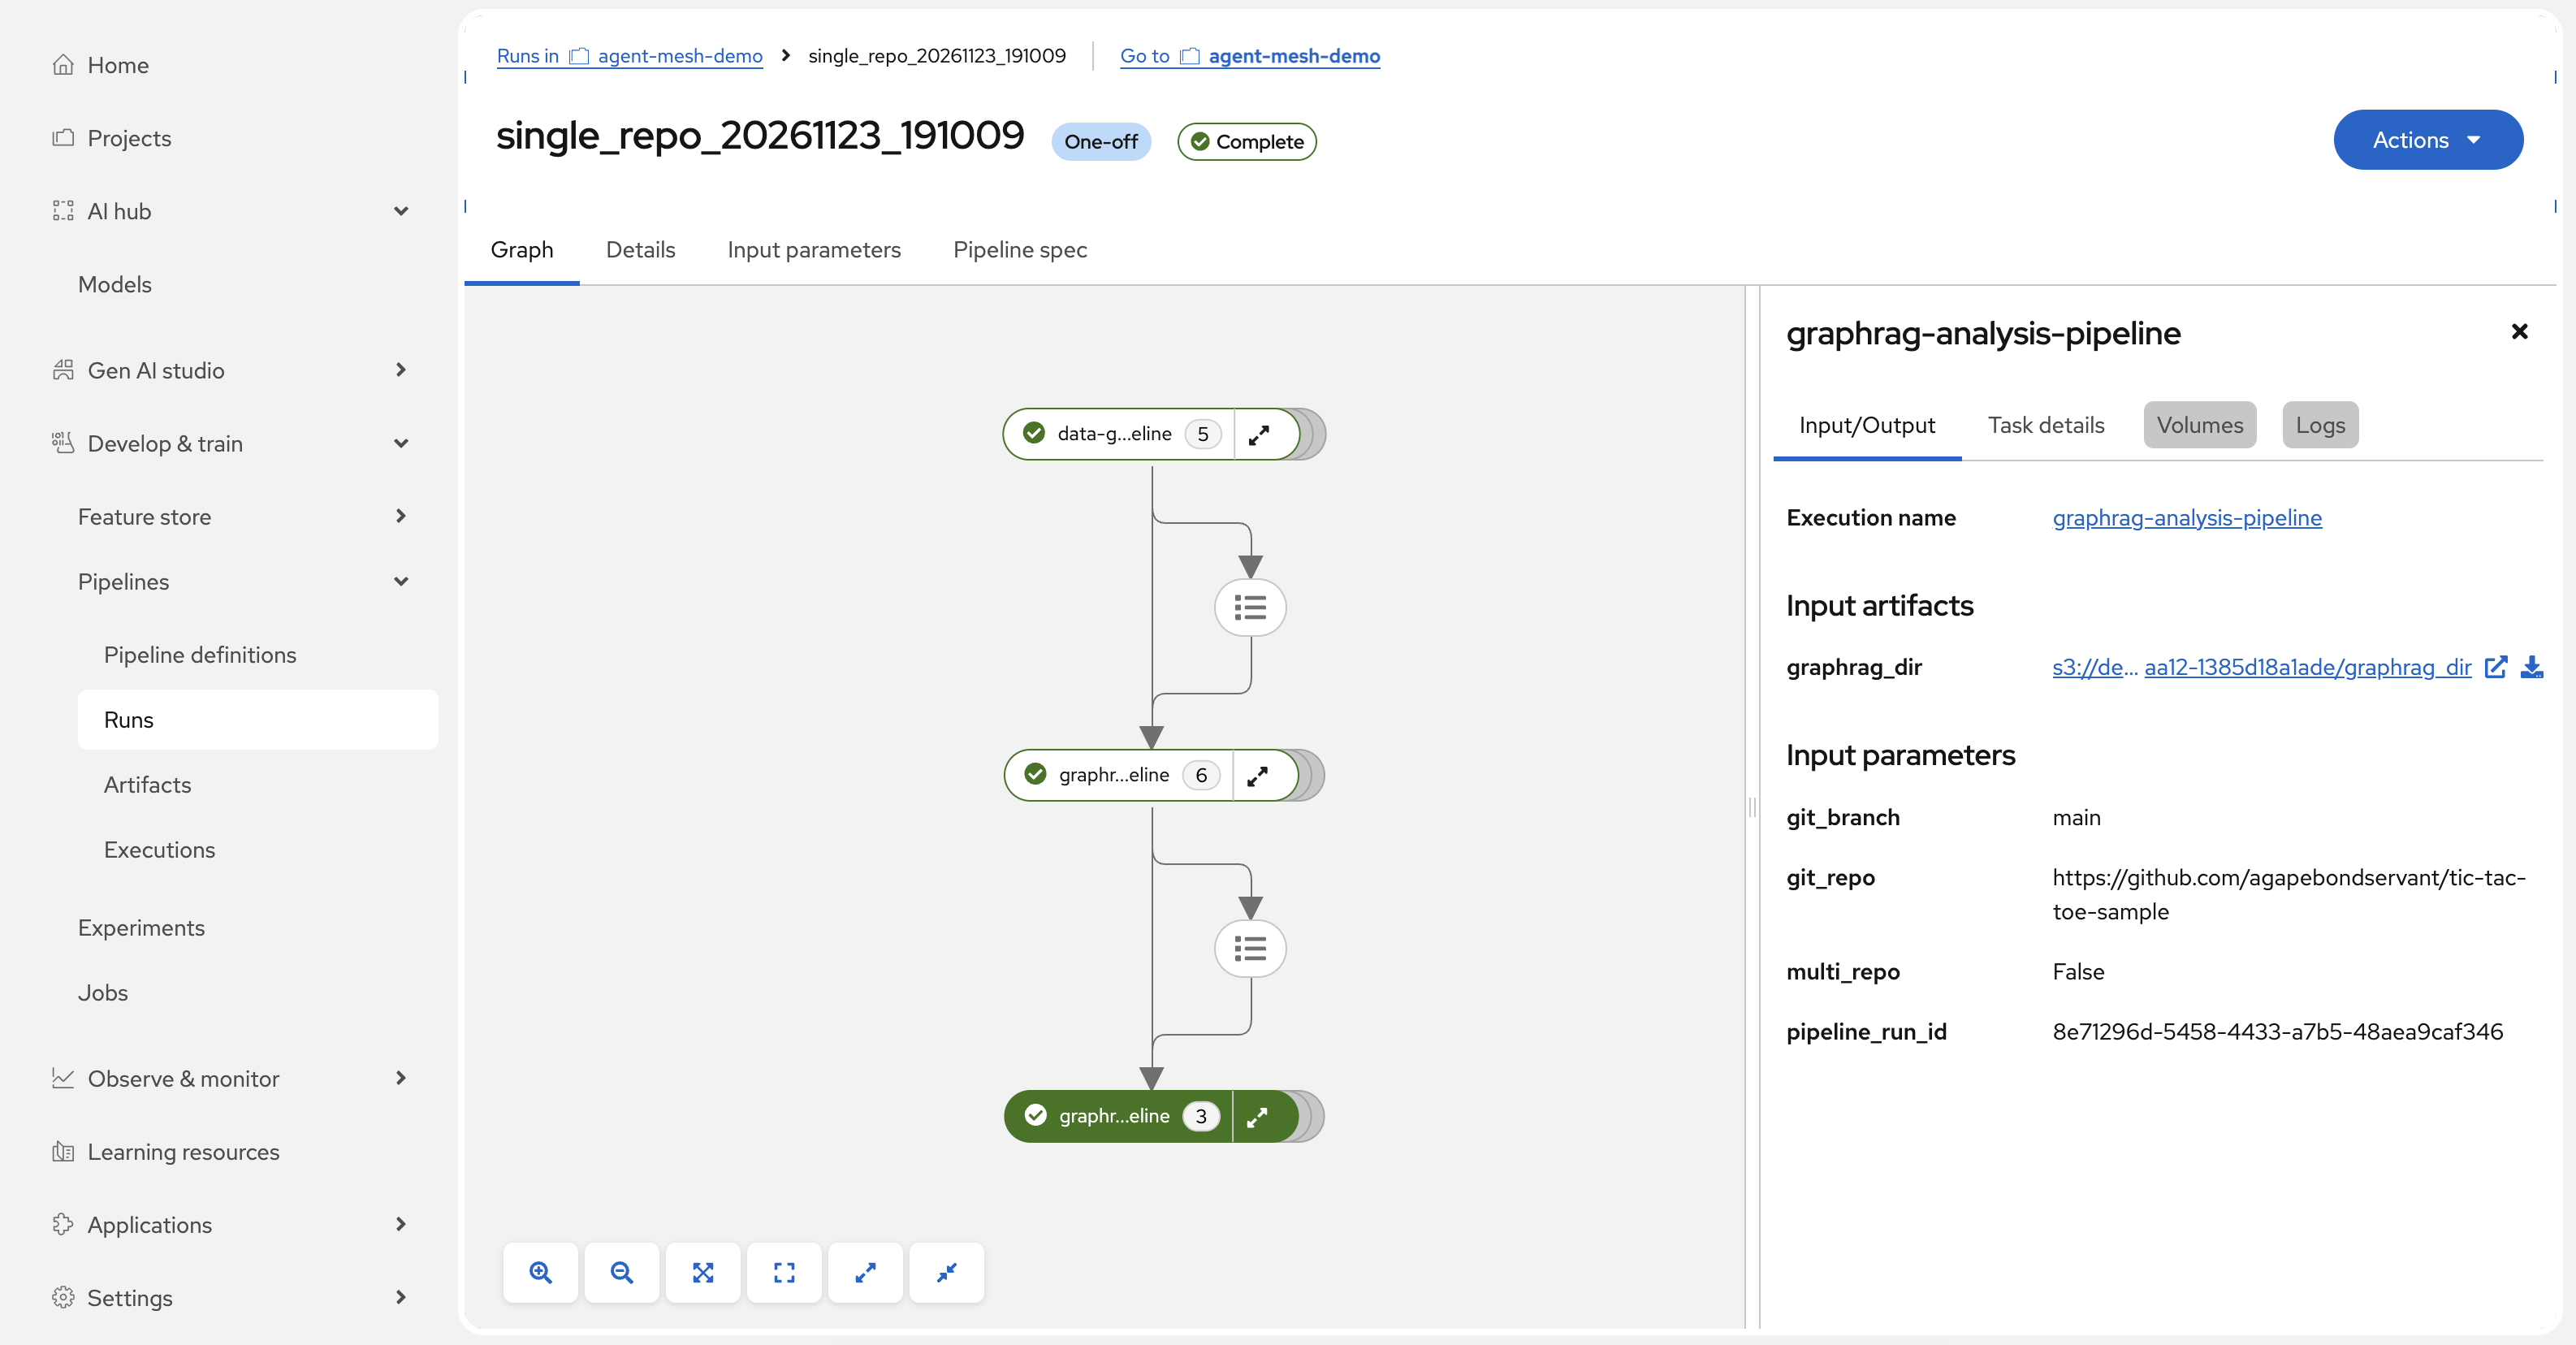 Home
Projects
AI hub
Models
Gen AI studio
Develop & train
Feature store
Pipelines
Pipeline definitions
Runs
Artifacts
Executions
Experiments
Jobs
Observe & monitor
Learning resources
Applications
Settings
Runs in agent-mesh-demo > single_repo_20261123_191009 | Go to agent-mesh-demo
single_repo_20261123_191009 One-off Complete
Actions
Graph Details Input parameters Pipeline spec
data-g...eline 5
graphr...eline 6
graphr...eline 3
graphrag-analysis-pipeline
Input/Output Task details Volumes Logs
Execution name graphrag-analysis-pipeline
Input artifacts
graphrag_dir s3://de... aa12-1385d18a1ade/graphrag_dir
Input parameters
git_branch main
git_repo https://github.com/agapebondservant/tic-tac-
toe-sample
multi_repo False
pipeline_run_id 8e71296d-5458-4433-a7b5-48aea9caf346